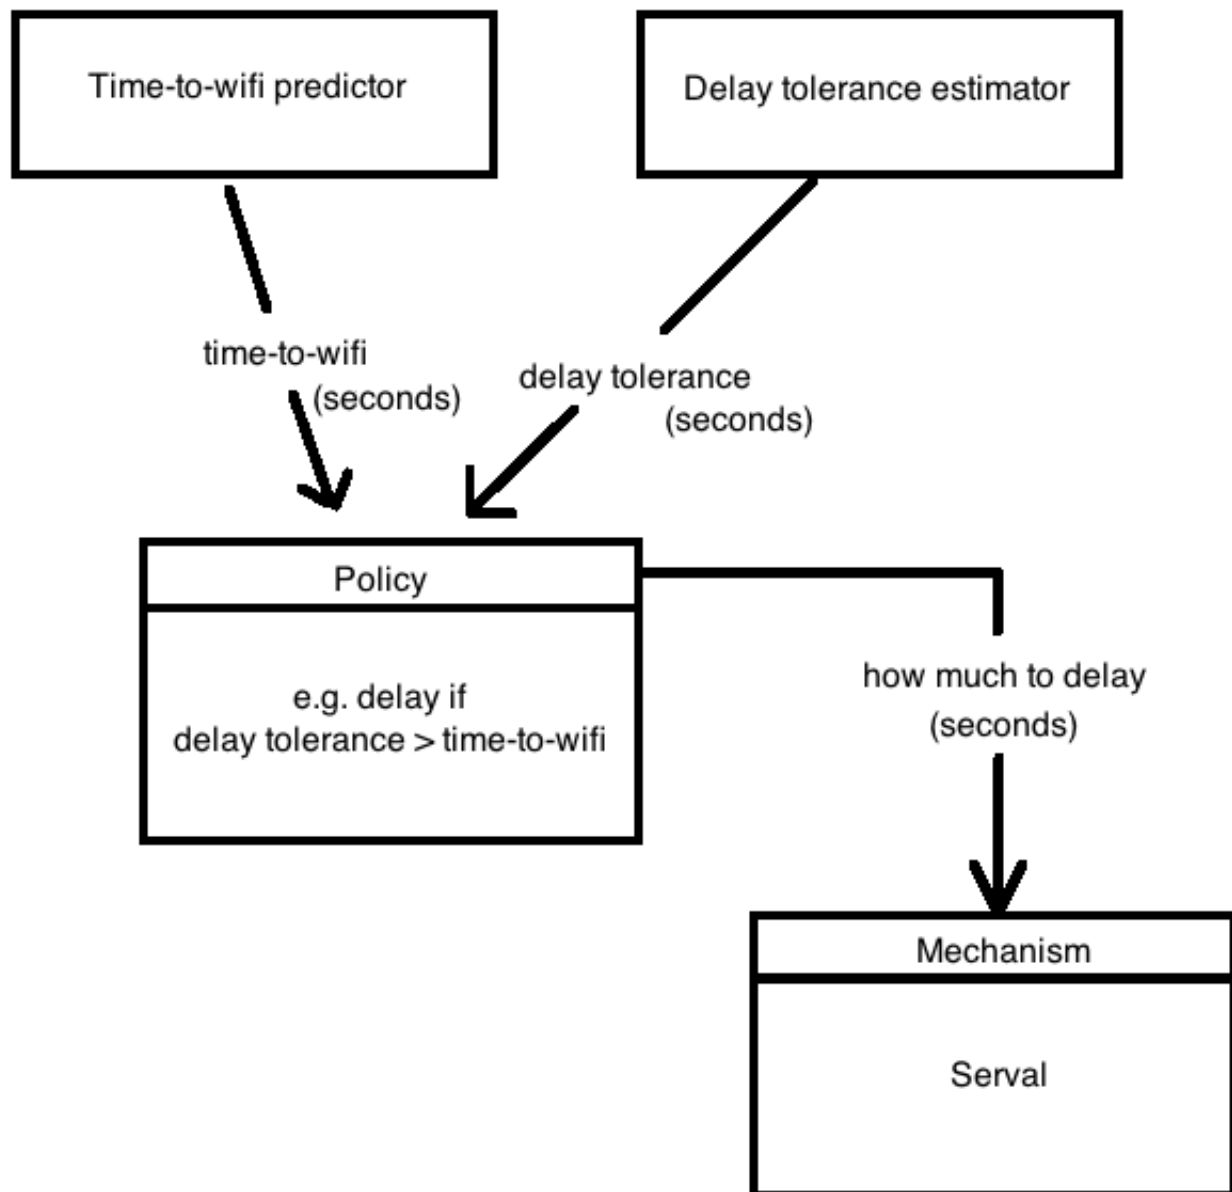 Time-to-wifi predictor
Delay tolerance estimator
time-to-wifi
(seconds)
delay tolerance
(seconds)
Policy
e.g. delay if
delay tolerance > time-to-wifi
how much to delay
(seconds)
Mechanism
Serval